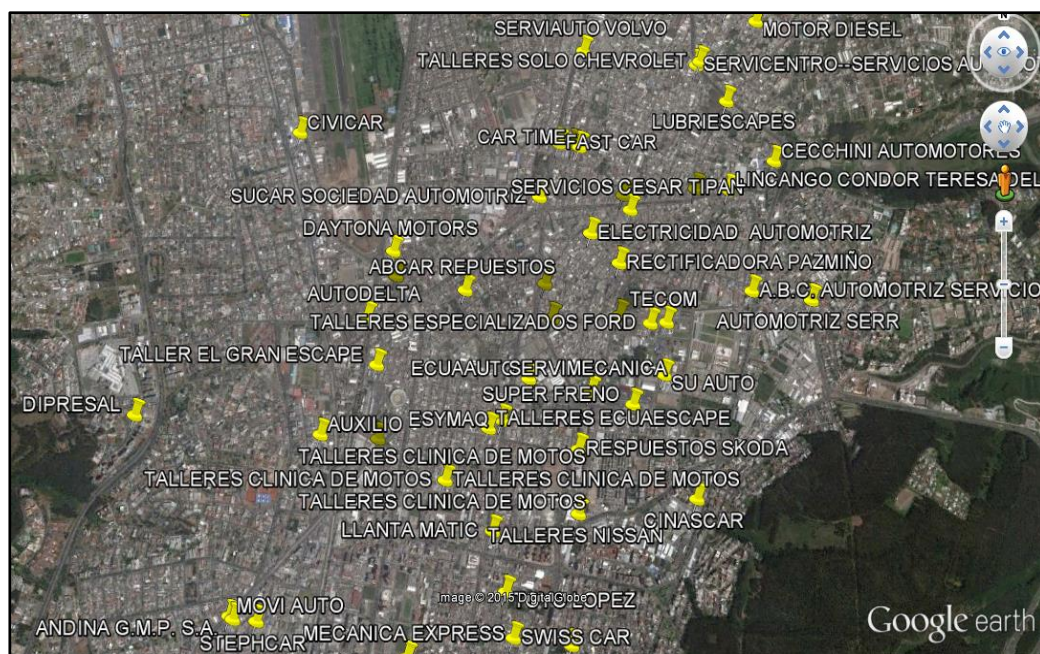 N
SERVIAUTO VOLVO
MOTOR DIESEL
TALLERES SOLO CHEVROLET
SERVICENTRO--SERVICIOS AUTOMOT
CIVICAR
LUBRIESCAPES
CAR TIME
FAST CAR
CECCHINI AUTOMOTORES
SERVICIOS CESAR TIPAN
LINCANGO CONDOR TERESA DEL
SUCAR SOCIEDAD AUTOMOTRIZ
DAYTONA MOTORS
ELECTRICIDAD AUTOMOTRIZ
ABCAR REPUESTOS
RECTIFICADORA PAZMIÑO
AUTODELTA
TECOM
A.B.C. AUTOMOTRIZ SERVICIO
TALLERES ESPECIALIZADOS FORD
AUTOMOTRIZ SERR
TALLER EL GRAN ESCAPE
ECUAAUTO
SERVIMECANICA
SU AUTO
SUPER FRENO
DIPRESAL
AUXILIO
ESYMAQ
TALLERES ECUAESCAPE
TALLERES CLINICA DE MOTOS
RESPUESTOS SKODA
TALLERES CLINICA DE MOTOS
TALLERES CLINICA DE MOTOS
TALLERES CLINICA DE MOTOS
CINASCAR
LLANTA MATIC
TALLERES NISSAN
Image © 2015 DigitalGlobe
TOYO LOPEZ
MOVI AUTO
ANDINA G.M.P. S.A.
STEPHCAR
MECANICA EXPRESS
SWISS CAR
Google earth